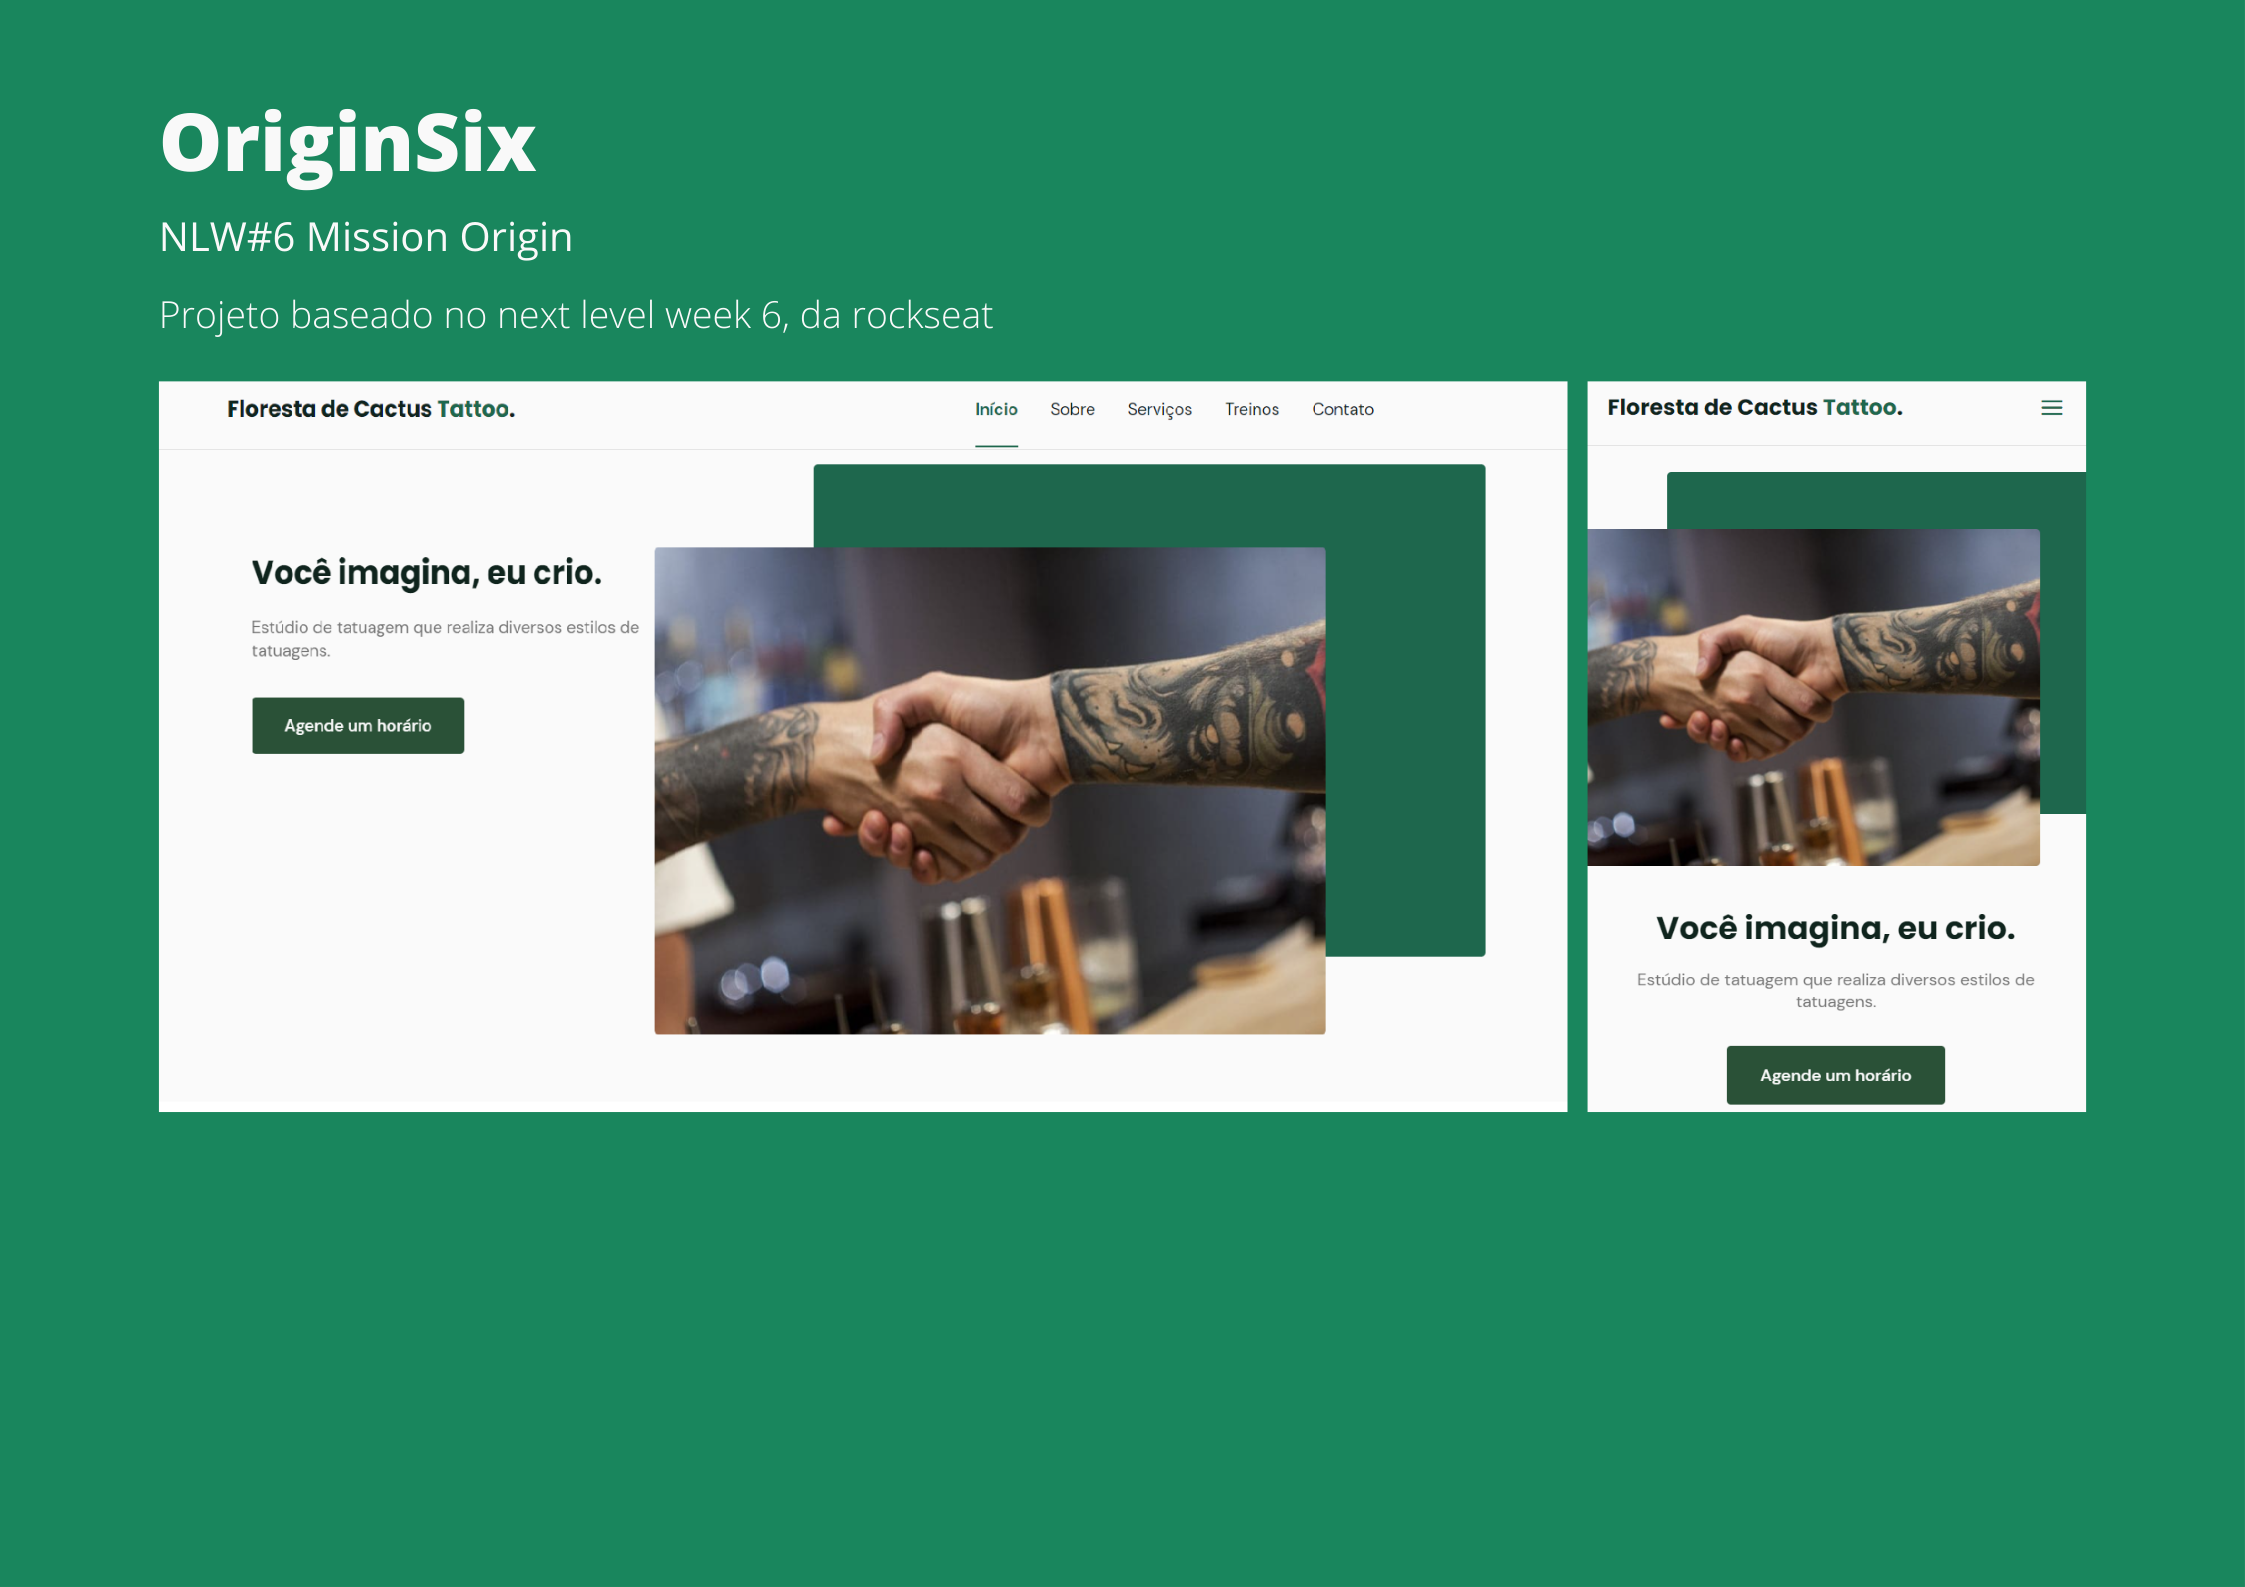 OriginSix
NLW#6 Mission Origin
Projeto baseado no next level week 6, da rockseat
Floresta de Cactus Tattoo.
Início Sobre Serviços Treinos Contato
Você imagina, eu crio.
Estúdio de tatuagem que realiza diversos estilos de
tatuagens.
Agende um horário
Floresta de Cactus Tattoo.
Você imagina, eu crio.
Estúdio de tatuagem que realiza diversos estilos de
tatuagens.
Agende um horário